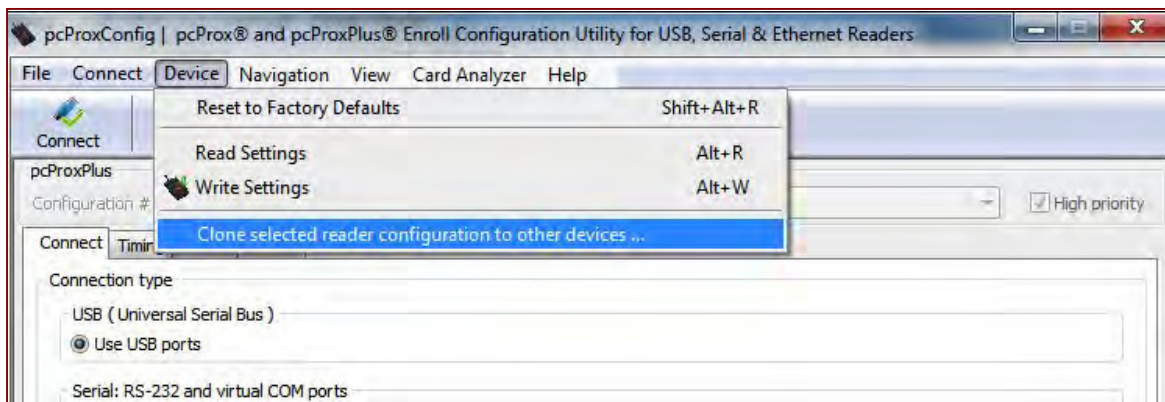 pcProxConfig | pcProx® and pcProxPlus® Enroll Configuration Utility for USB, Serial & Ethernet Readers
File Connect Device Navigation View Card Analyzer Help
Reset to Factory Defaults Shift+Alt+R
Connect
Read Settings Alt+R
pcProxPlus
Write Settings Alt+W
Configuration # High priority
Clone selected reader configuration to other devices ...
Connect
Connection type
USB ( Universal Serial Bus )
Use USB ports
Serial: RS-232 and virtual COM ports